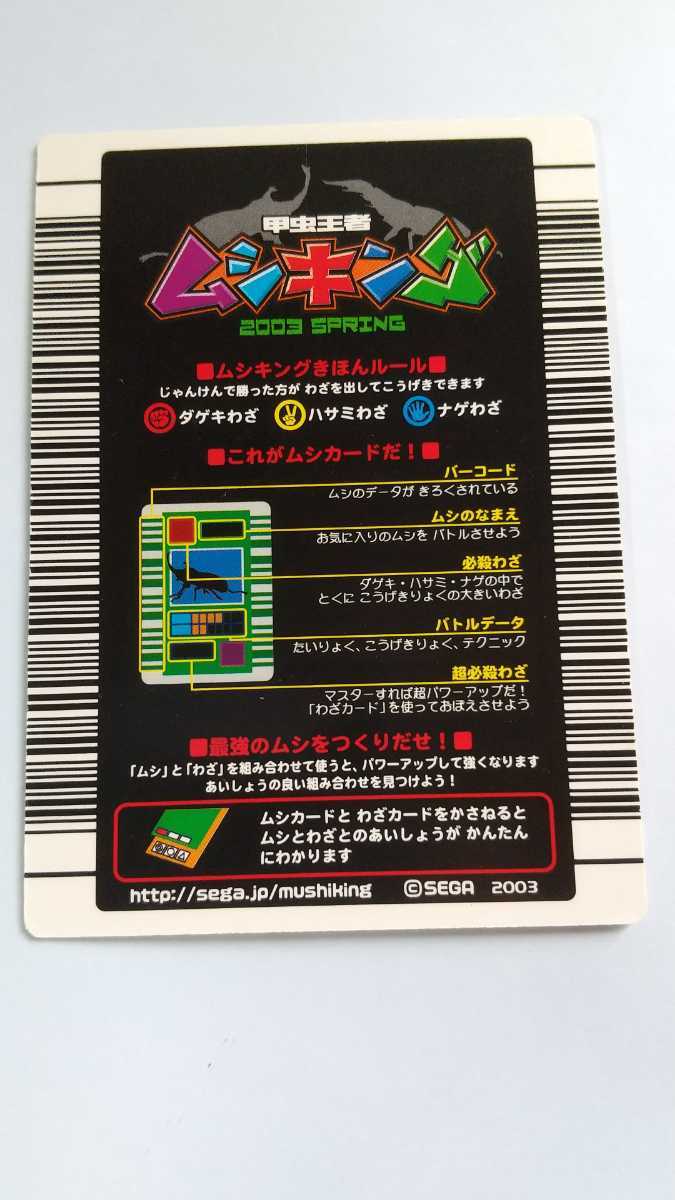 甲虫王者
ムシキング
2003 SPRING
■ムシキングきほんルール■
じゃんけんで勝った方が わざを出してこうげきできます
ダゲキわざ ハサミわざ ナゲわざ
■これがムシカードだ！■
バーコード
ムシのデータが きろくされている
ムシのなまえ
お気に入りのムシを バトルさせよう
必殺わざ
ダゲキ・ハサミ・ナゲの中で
とくに こうげきりょくの大きいわざ
バトルデータ
たいりょく、こうげきりょく、テクニック
超必殺わざ
マスターすれば超パワーアップだ！
「わざカード」を使っておぼえさせよう
■最強のムシをつくりだせ！■
「ムシ」と「わざ」を組み合わせて使うと、パワーアップして強くなります
あいしょうの良い組み合わせを見つけよう！
ムシカードと わざカードをかさねると
ムシとわざとのあいしょうが かんたん
にわかります
http://sega.jp/mushiking ©SEGA 2003